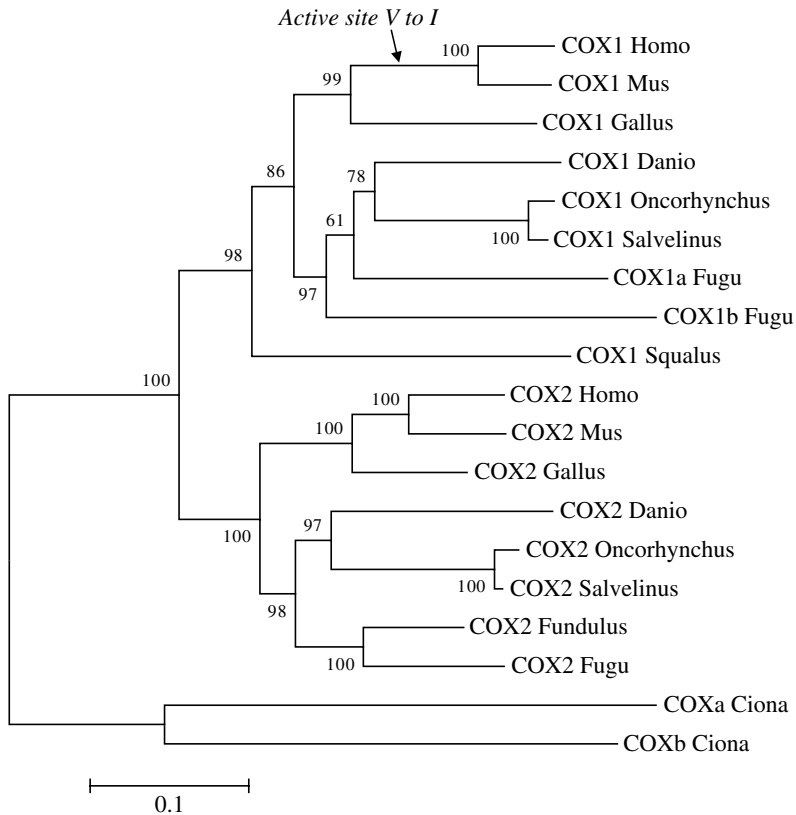 Active site V to I
100
COX1 Homo
COX1 Mus
99
COX1 Gallus
86
78
COX1 Danio
COX1 Oncorhynchus
100
COX1 Salvelinus
61
98
97
COX1a Fugu
COX1b Fugu
COX1 Squalus
100
100
COX2 Homo
100
COX2 Mus
COX2 Gallus
100
97
COX2 Danio
COX2 Oncorhynchus
100
COX2 Salvelinus
98
COX2 Fundulus
100
COX2 Fugu
COXa Ciona
COXb Ciona
0.1